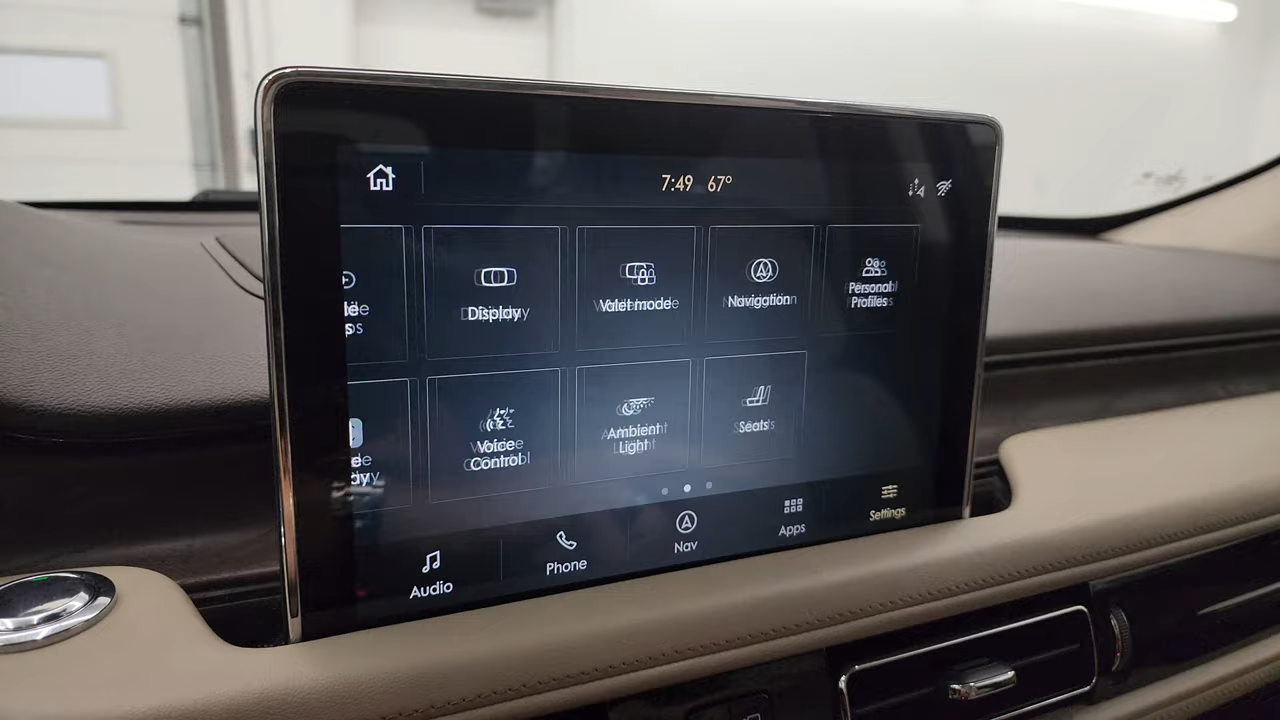 7:49 67°
Display
Valet mode
Navigation
Personal
Profiles
Voice
Control
Ambient
Light
Seats
Audio
Phone
Nav
Apps
Settings